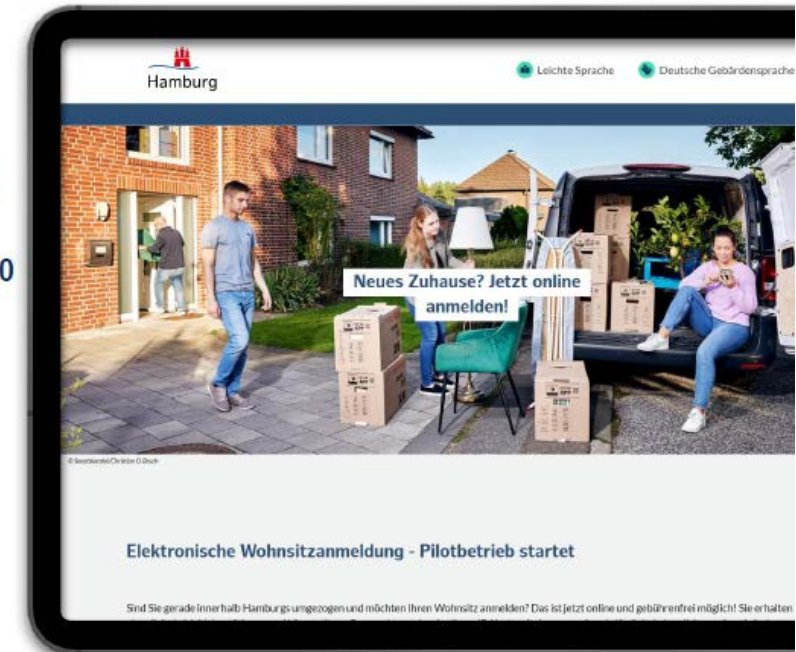 Hamburg
Leichte Sprache
Deutsche Gebärdensprache
0
Neues Zuhause? Jetzt online
anmelden!
Elektronische Wohnsitzanmeldung - Pilotbetrieb startet
Sind Sie gerade innerhalb Hamburgs umgezogen und möchten Ihren Wohnsitz anmelden? Das ist jetzt online und gebührenfrei möglich! Sie erhalten